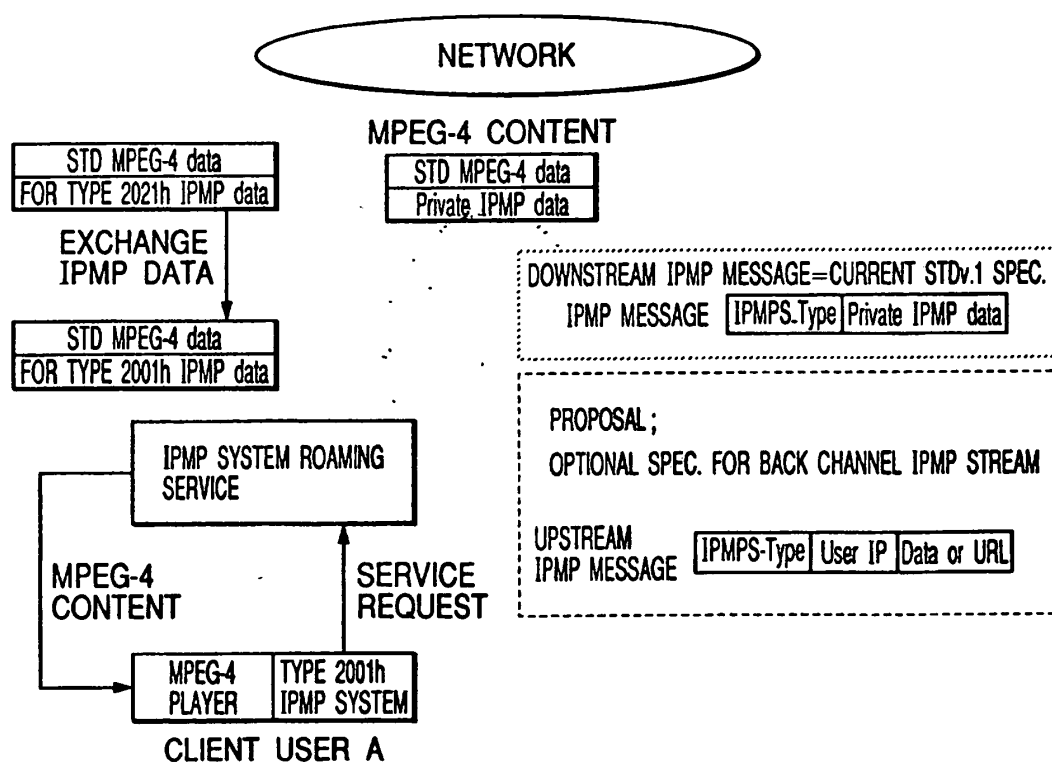 NETWORK
MPEG-4 CONTENT
STD MPEG-4 data
Private IPMP data
STD MPEG-4 data
FOR TYPE 2021h IPMP data
EXCHANGE
IPMP DATA
STD MPEG-4 data
FOR TYPE 2001h IPMP data
DOWNSTREAM IPMP MESSAGE=CURRENT STDv.1 SPEC.
IPMP MESSAGE IPMPS-Type Private IPMP data
PROPOSAL;
OPTIONAL SPEC. FOR BACK CHANNEL IPMP STREAM
UPSTREAM
IPMP MESSAGE
IPMPS-Type User IP Data or URL
IPMP SYSTEM ROAMING
SERVICE
MPEG-4
CONTENT
SERVICE
REQUEST
MPEG-4
PLAYER
TYPE 2001h
IPMP SYSTEM
CLIENT USER A